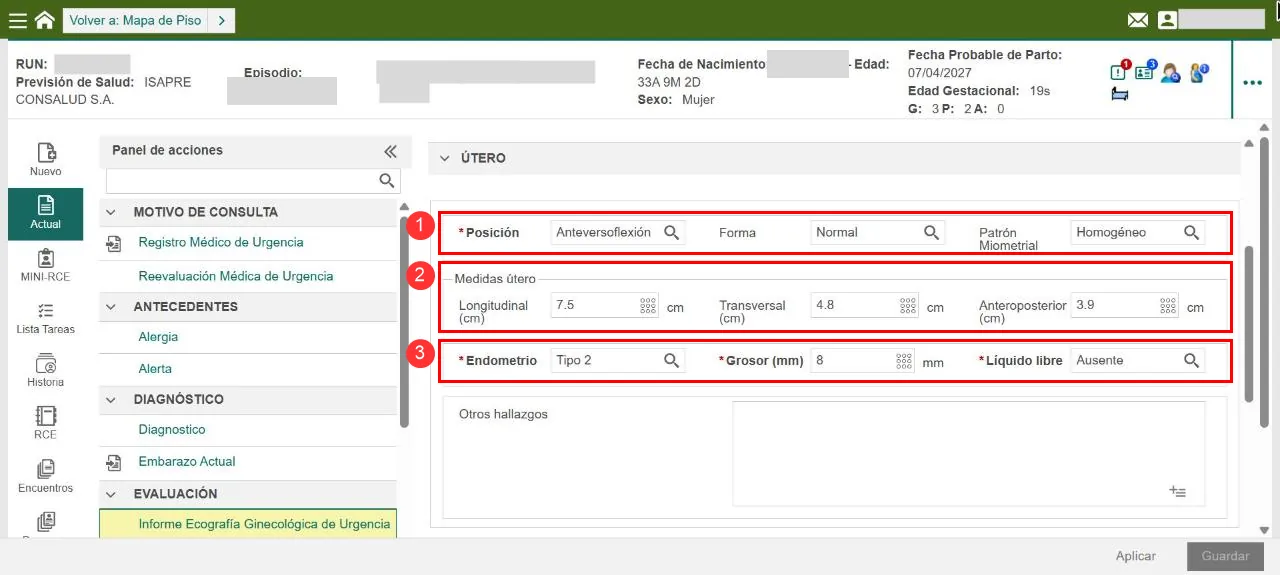 Volver a: Mapa de Piso
RUN:
Previsión de Salud: ISAPRE
CONSALUD S.A.
Episodio:
Fecha de Nacimiento - Edad:
33A 9M 2D
Sexo: Mujer
Fecha Probable de Parto:
07/04/2027
Edad Gestacional: 19s
G: 3 P: 2 A: 0
1
3
Nuevo
Actual
MINI-RCE
Lista Tareas
Historia
RCE
Encuentros
Panel de acciones
MOTIVO DE CONSULTA
Registro Médico de Urgencia
Reevaluación Médica de Urgencia
ANTECEDENTES
Alergia
Alerta
DIAGNÓSTICO
Diagnostico
Embarazo Actual
EVALUACIÓN
Informe Ecografía Ginecológica de Urgencia
ÚTERO
1
*Posición Anteversoflexión Forma Normal Patrón Miometrial Homogéneo
2
Medidas útero
Longitudinal (cm) 7.5 cm Transversal (cm) 4.8 cm Anteroposterior (cm) 3.9 cm
3
*Endometrio Tipo 2 *Grosor (mm) 8 mm *Líquido libre Ausente
Otros hallazgos
Aplicar Guardar